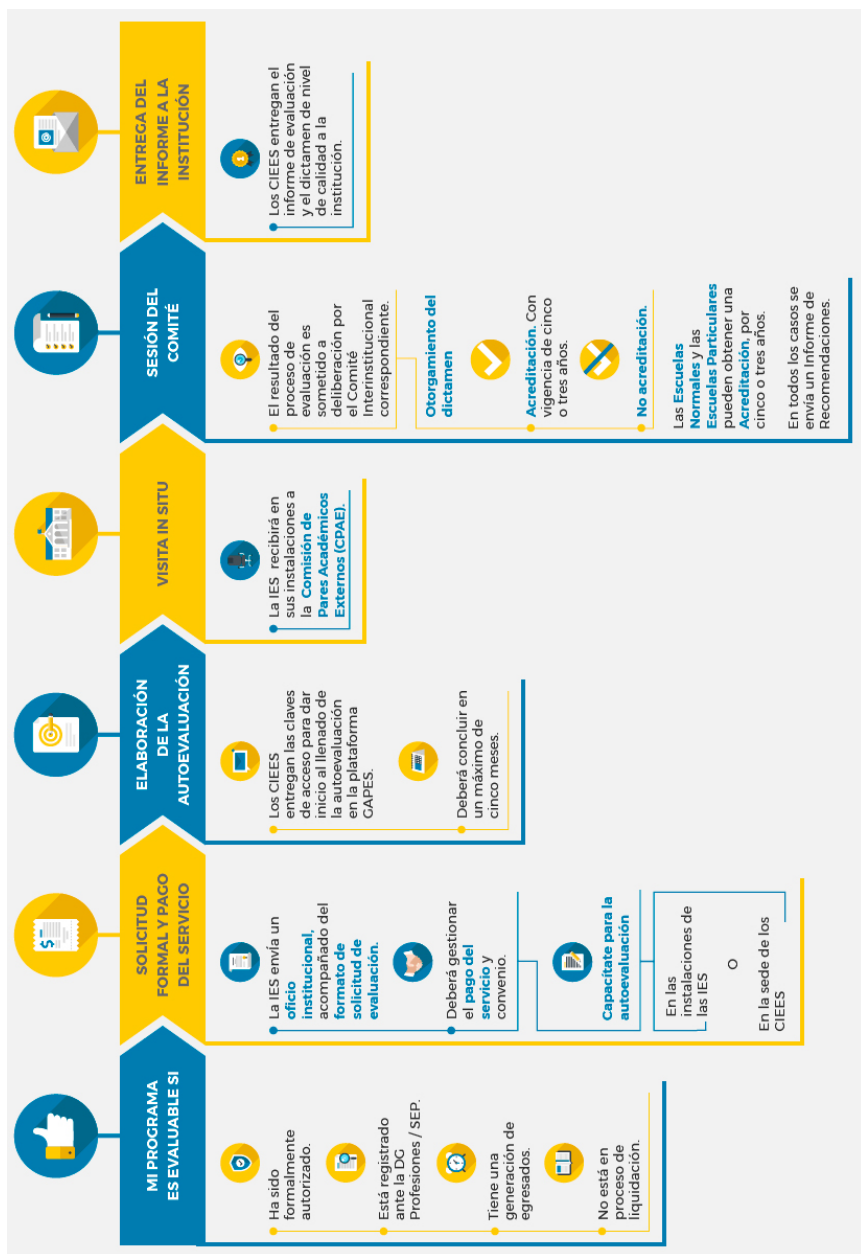 MI PROGRAMA
ES EVALUABLE SI
Ha sido
formalmente
autorizado.
Está registrado
ante la DG
Profesiones / SEP.
Tiene una
generación de
egresados.
No está en
proceso de
liquidación.
SOLICITUD
FORMAL Y PAGO
DEL SERVICIO
La IES envía un
oficio
institucional,
acompañado del
formato de
solicitud de
evaluación.
Deberá gestionar
el pago del
servicio y
convenio.
Capacítate para la
autoevaluación
En las
instalaciones de
las IES
O
En la sede de los
CIEES
ELABORACIÓN
DE LA
AUTOEVALUACIÓN
Los CIEES
entregan las claves
de acceso para dar
inicio al llenado de
la autoevaluación
en la plataforma
GAPES.
Deberá concluir en
un máximo de
cinco meses.
VISITA IN SITU
La IES recibirá en
sus instalaciones a
la Comisión de
Pares Académicos
Externos (CPAE).
SESIÓN DEL
COMITÉ
El resultado del
proceso de
evaluación es
sometido a
deliberación por
el Comité
Interinstitucional
correspondiente.
Otorgamiento del
dictamen
Acreditación. Con
vigencia de cinco
o tres años.
No acreditación.
Las Escuelas
Normales y las
Escuelas Particulares
pueden obtener una
Acreditación, por
cinco o tres años.
En todos los casos se
envía un Informe de
Recomendaciones.
ENTREGA DEL
INFORME A LA
INSTITUCIÓN
Los CIEES entregan el
informe de evaluación
y el dictamen de nivel
de calidad a la
institución.